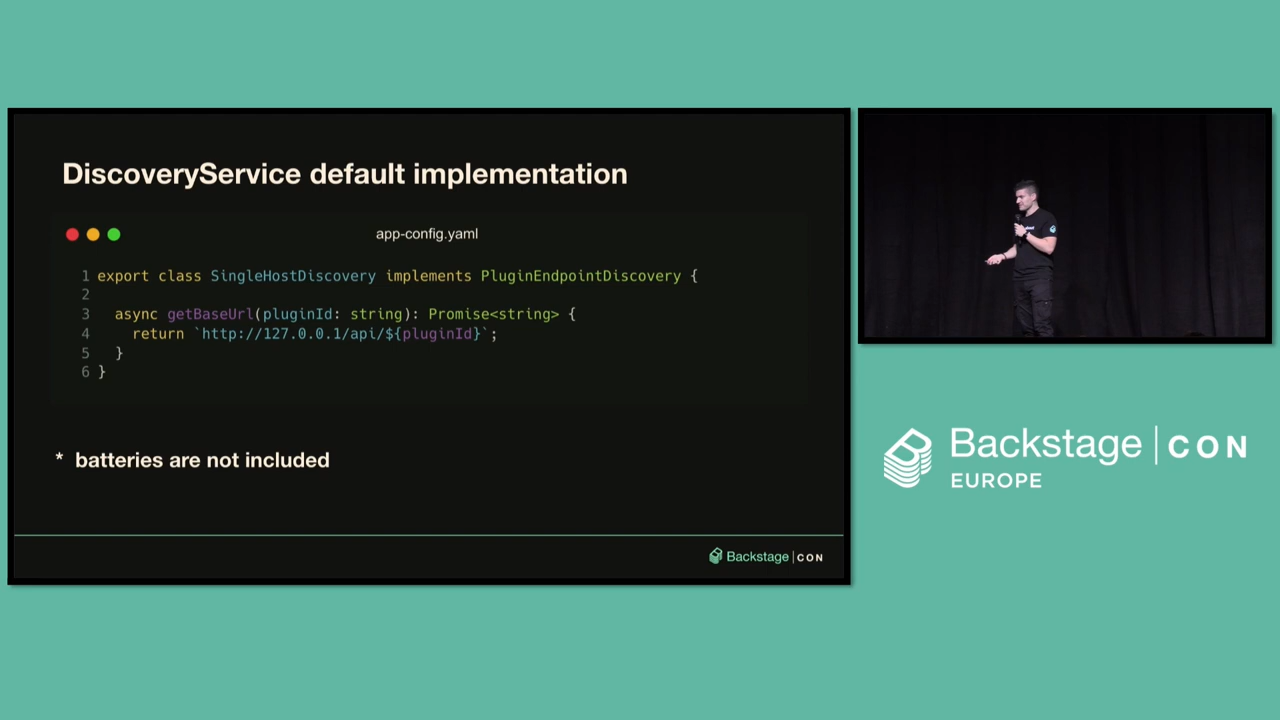 DiscoveryService default implementation
app-config.yaml
1 export class SingleHostDiscovery implements PluginEndpointDiscovery {
2
3   async getBaseUrl(pluginId: string): Promise<string> {
4     return `http://127.0.0.1/api/${pluginId}`;
5   }
6 }
* batteries are not included
Backstage | CON
Backstage | CON
EUROPE